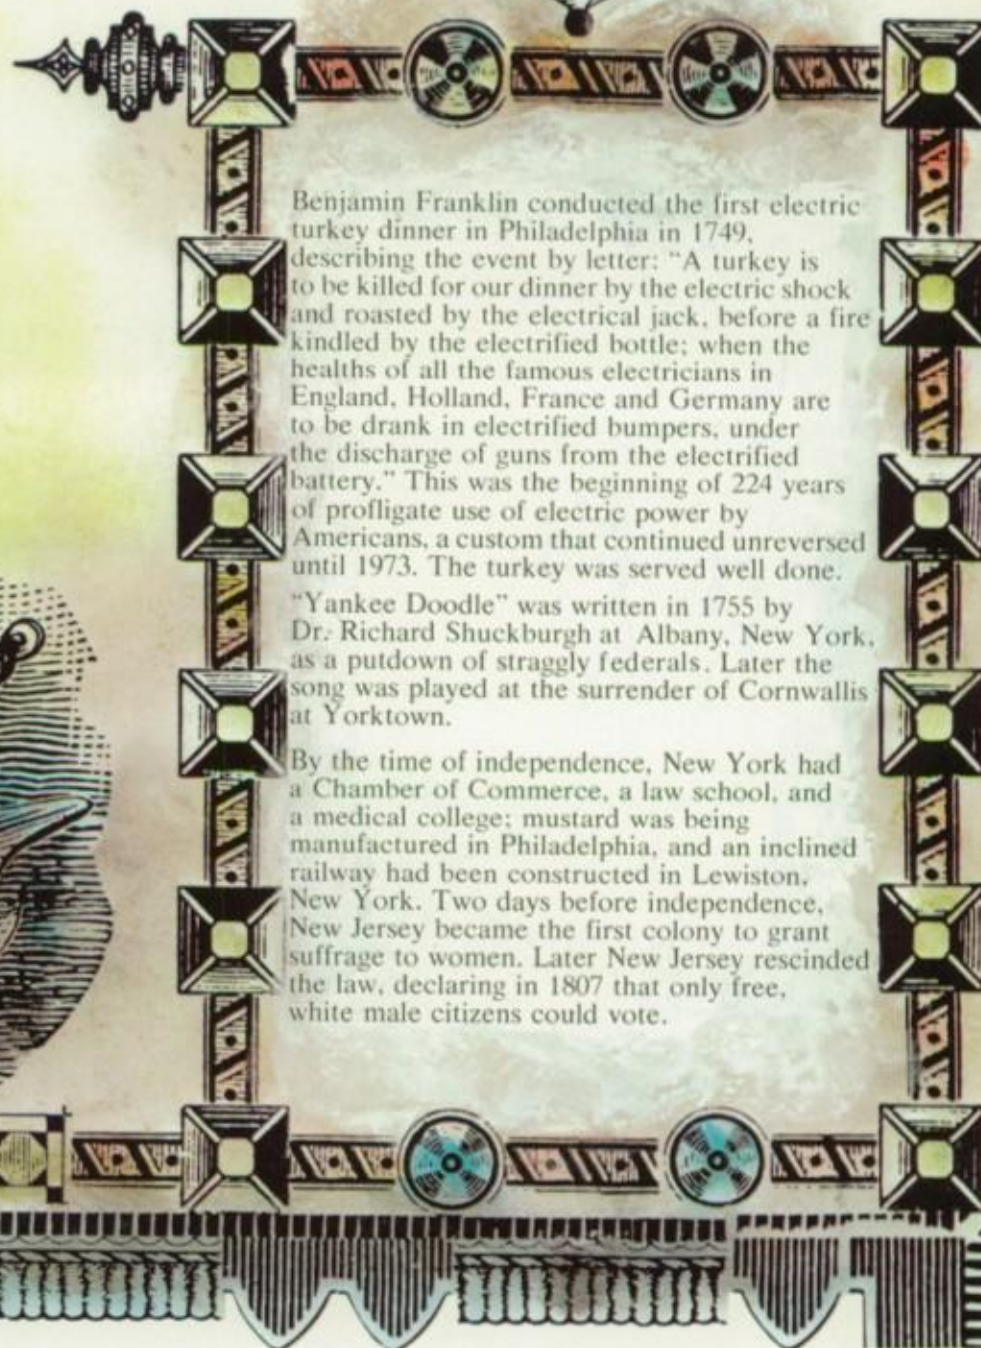 Benjamin Franklin conducted the first electric
turkey dinner in Philadelphia in 1749,
describing the event by letter: “A turkey is
to be killed for our dinner by the electric shock
and roasted by the electrical jack, before a fire
kindled by the electrified bottle; when the
healths of all the famous electricians in
England, Holland, France and Germany are
to be drank in electrified bumpers, under
the discharge of guns from the electrified
battery.” This was the beginning of 224 years
of profligate use of electric power by
Americans, a custom that continued unreversed
until 1973. The turkey was served well done.
“Yankee Doodle” was written in 1755 by
Dr. Richard Shuckburgh at Albany, New York,
as a putdown of straggly federals. Later the
song was played at the surrender of Cornwallis
at Yorktown.
By the time of independence, New York had
a Chamber of Commerce, a law school, and
a medical college; mustard was being
manufactured in Philadelphia, and an inclined
railway had been constructed in Lewiston,
New York. Two days before independence,
New Jersey became the first colony to grant
suffrage to women. Later New Jersey rescinded
the law, declaring in 1807 that only free,
white male citizens could vote.